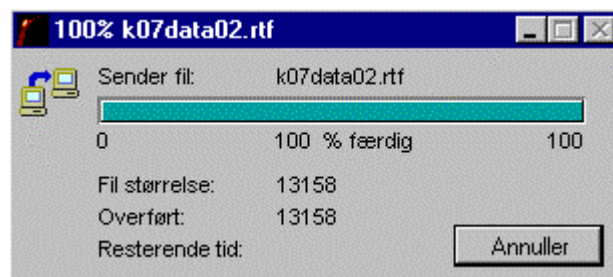 100% k07data02.rtf
Sender fil: k07data02.rtf
0 100 % færdig 100
Fil størrelse: 13158
Overført: 13158
Resterende tid:
Annuller